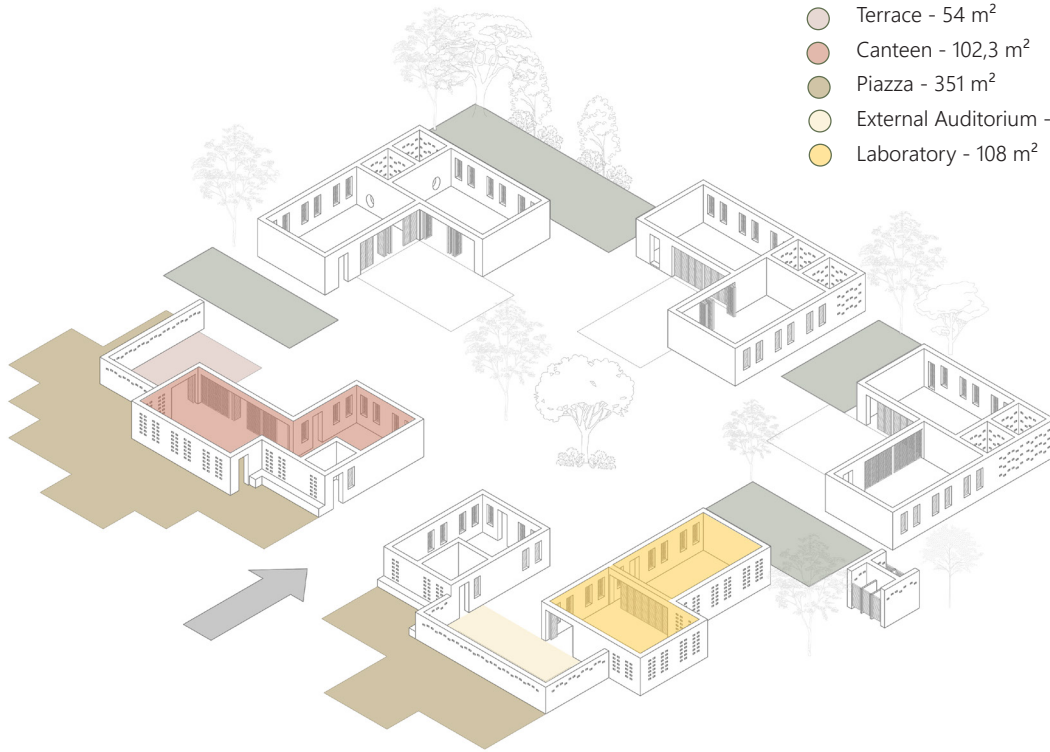 Terrace - 54 m²
Canteen - 102,3 m²
Piazza - 351 m²
External Auditorium -
Laboratory - 108 m²